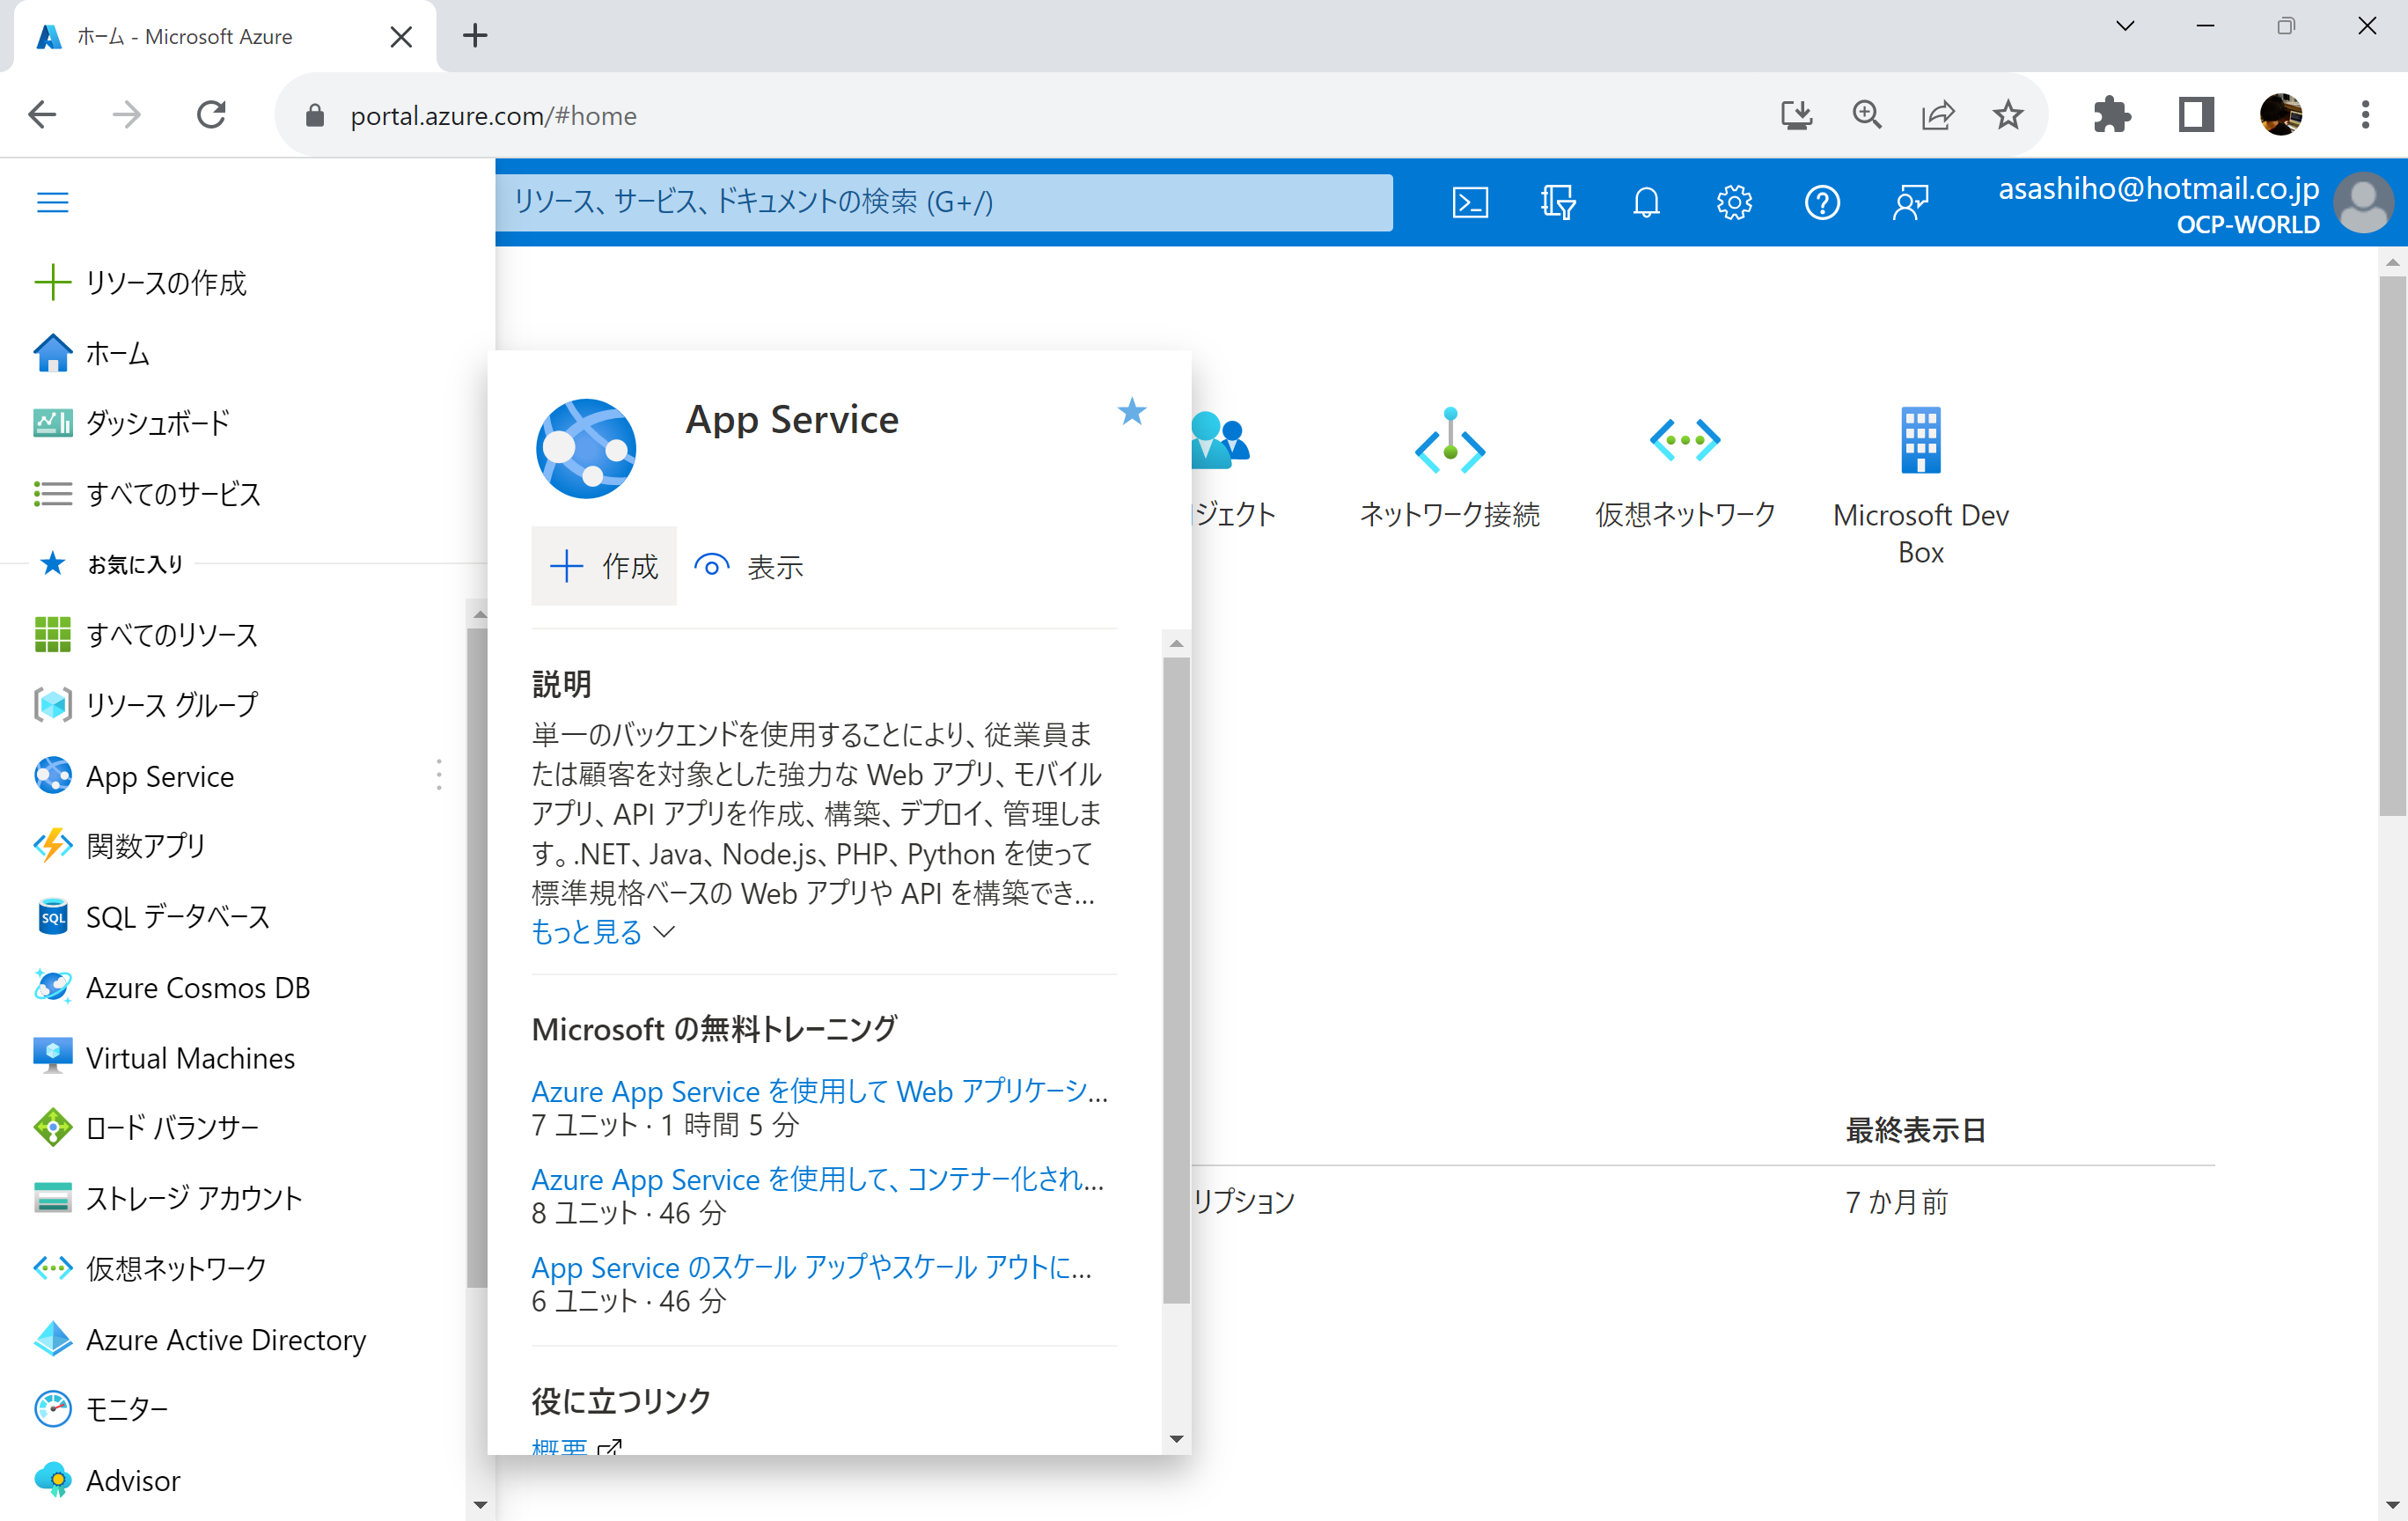 ホーム - Microsoft Azure
portal.azure.com/#home
リソース、サービス、ドキュメントの検索 (G+/)
asashiho@hotmail.co.jp
OCP-WORLD
リソースの作成
ホーム
ダッシュボード
すべてのサービス
お気に入り
すべてのリソース
リソース グループ
App Service
関数アプリ
SQL データベース
Azure Cosmos DB
Virtual Machines
ロード バランサー
ストレージ アカウント
仮想ネットワーク
Azure Active Directory
モニター
Advisor
App Service
作成
表示
説明
単一のバックエンドを使用することにより、従業員ま
たは顧客を対象とした強力な Web アプリ、モバイル
アプリ、API アプリを作成、構築、デプロイ、管理しま
す。.NET、Java、Node.js、PHP、Python を使って
標準規格ベースの Web アプリや API を構築でき...
もっと見る
Microsoft の無料トレーニング
Azure App Service を使用して Web アプリケーシ...
7 ユニット · 1 時間 5 分
Azure App Service を使用して、コンテナー化され...
8 ユニット · 46 分
App Service のスケール アップやスケール アウトに...
6 ユニット · 46 分
役に立つリンク
概要
ジェクト
ネットワーク接続
仮想ネットワーク
Microsoft Dev
Box
最終表示日
リプション
7 か月前